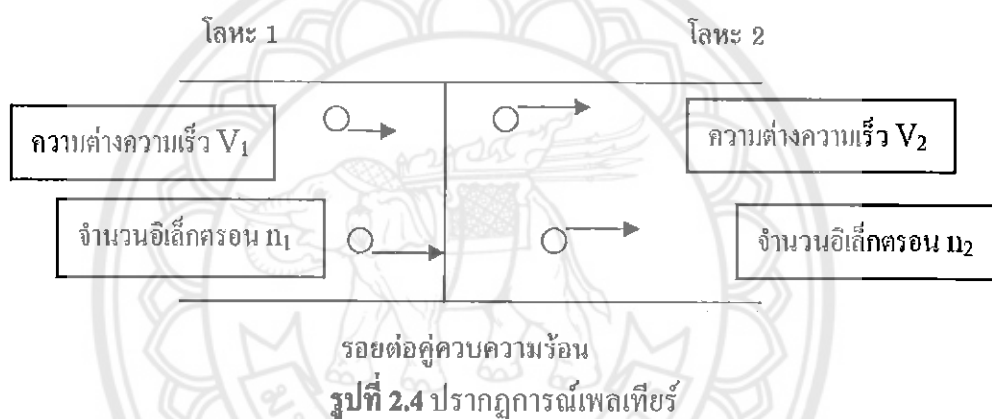 โลหะ 1
โลหะ 2
ความต่างความเร็ว V₁
ความต่างความเร็ว V₂
จำนวนอิเล็กตรอน n₁
จำนวนอิเล็กตรอน n₂
รอยต่อคู่ควบความร้อน
รูปที่ 2.4 ปรากฏการณ์เพลเทียร์